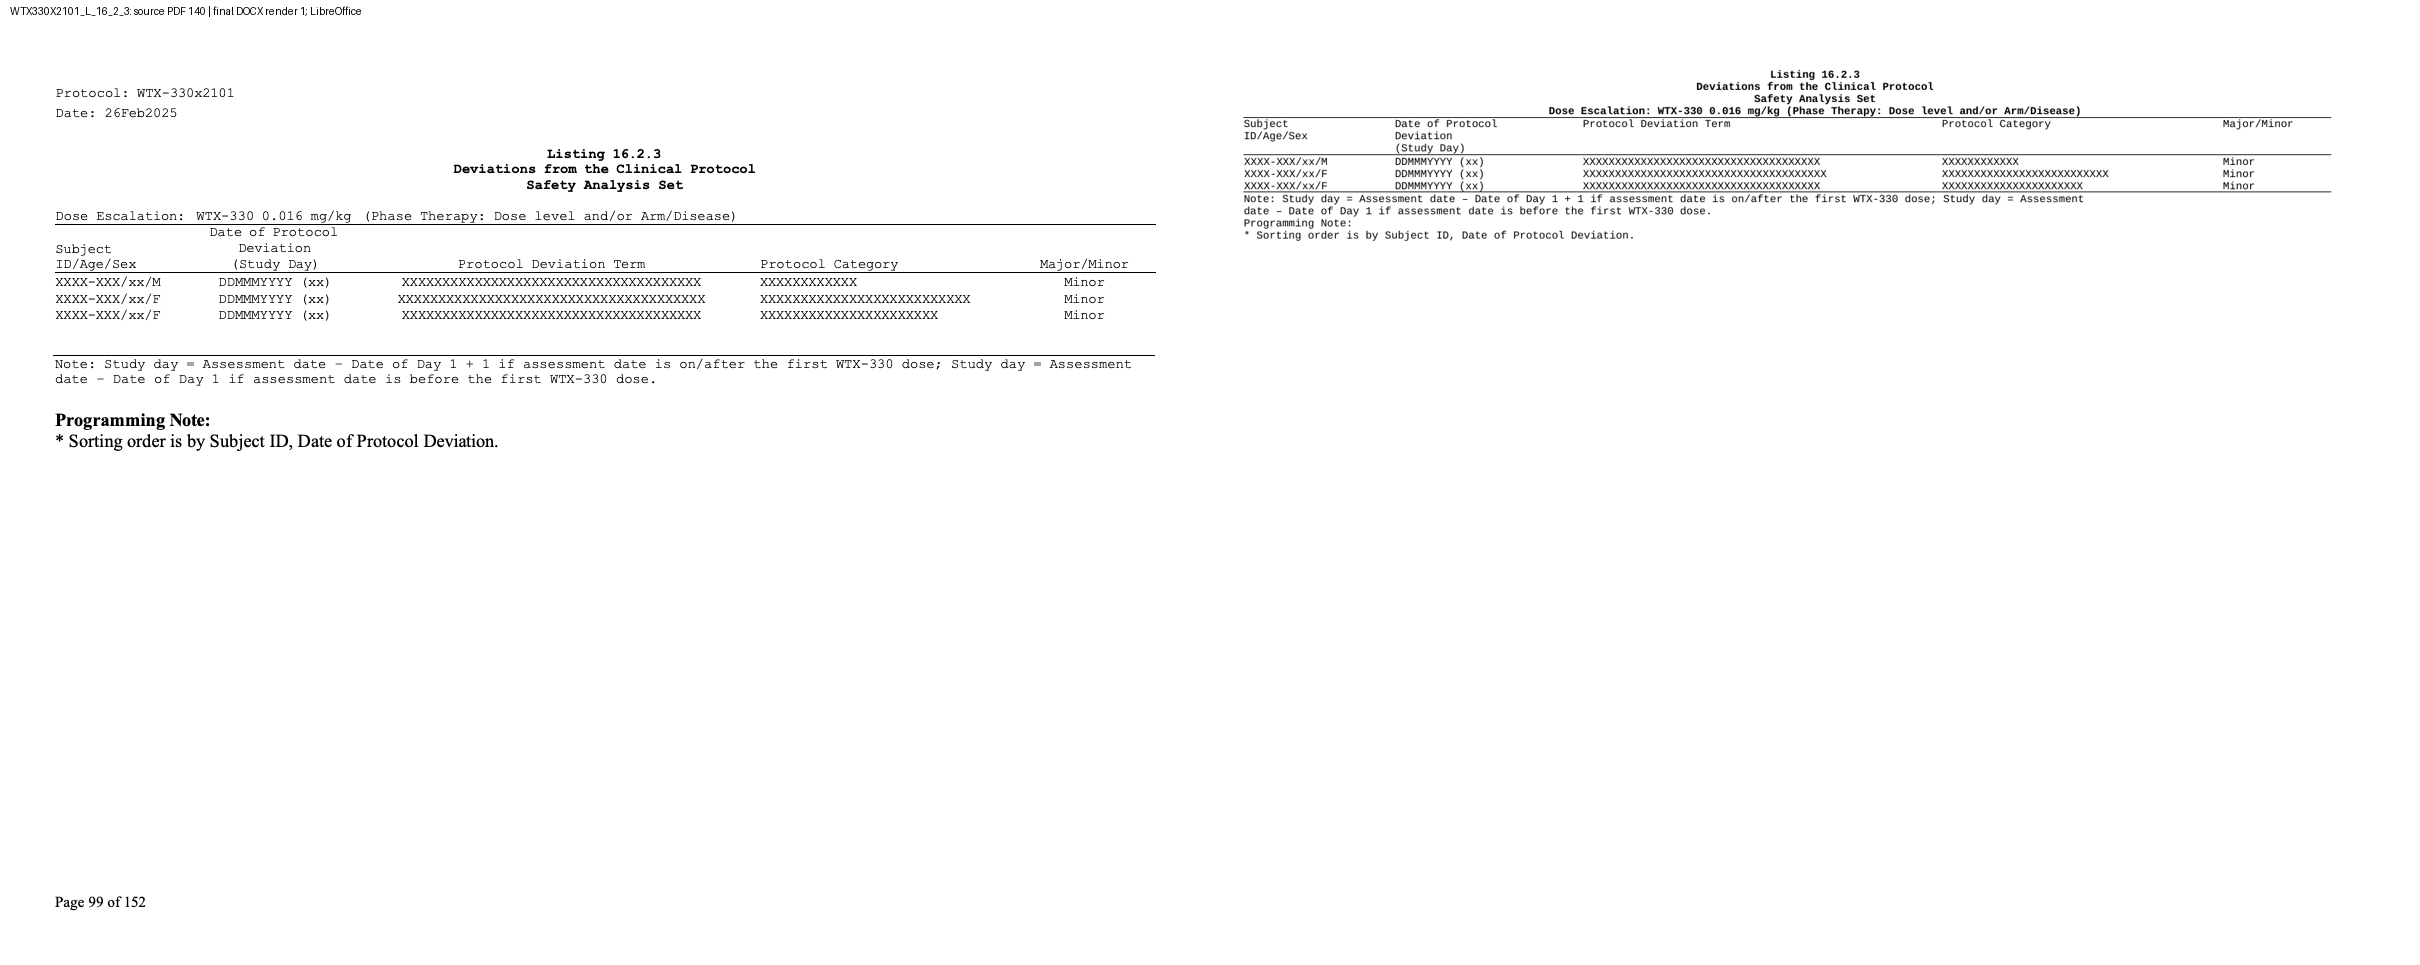 WTX330X2101_L_16_2_3: source PDF 140 | final DOCX render 1; LibreOffice
Protocol: WTX-330x2101
Date: 26Feb2025
Listing 16.2.3
Deviations from the Clinical Protocol
Safety Analysis Set
Dose Escalation: WTX-330 0.016 mg/kg (Phase Therapy: Dose level and/or Arm/Disease)
Date of Protocol
Subject Deviation
ID/Age/Sex (Study Day) Protocol Deviation Term Protocol Category Major/Minor
XXXX-XXX/xx/M DDMMMYYYY (xx) XXXXXXXXXXXXXXXXXXXXXXXXXXXXXXXXXXXXX XXXXXXXXXXXX Minor
XXXX-XXX/xx/F DDMMMYYYY (xx) XXXXXXXXXXXXXXXXXXXXXXXXXXXXXXXXXXXXXX XXXXXXXXXXXXXXXXXXXXXXXXXX Minor
XXXX-XXX/xx/F DDMMMYYYY (xx) XXXXXXXXXXXXXXXXXXXXXXXXXXXXXXXXXXXXX XXXXXXXXXXXXXXXXXXXXXX Minor
Note: Study day = Assessment date – Date of Day 1 + 1 if assessment date is on/after the first WTX-330 dose; Study day = Assessment
date – Date of Day 1 if assessment date is before the first WTX-330 dose.
Programming Note:
* Sorting order is by Subject ID, Date of Protocol Deviation.
Page 99 of 152
Listing 16.2.3
Deviations from the Clinical Protocol
Safety Analysis Set
Dose Escalation: WTX-330 0.016 mg/kg (Phase Therapy: Dose level and/or Arm/Disease)
Subject Date of Protocol Protocol Deviation Term Protocol Category Major/Minor
ID/Age/Sex Deviation
(Study Day)
XXXX-XXX/xx/M DDMMMYYYY (xx) XXXXXXXXXXXXXXXXXXXXXXXXXXXXXXXXXXXXX XXXXXXXXXXXX Minor
XXXX-XXX/xx/F DDMMMYYYY (xx) XXXXXXXXXXXXXXXXXXXXXXXXXXXXXXXXXXXXXX XXXXXXXXXXXXXXXXXXXXXXXXXX Minor
XXXX-XXX/xx/F DDMMMYYYY (xx) XXXXXXXXXXXXXXXXXXXXXXXXXXXXXXXXXXXXX XXXXXXXXXXXXXXXXXXXXXX Minor
Note: Study day = Assessment date – Date of Day 1 + 1 if assessment date is on/after the first WTX-330 dose; Study day = Assessment
date – Date of Day 1 if assessment date is before the first WTX-330 dose.
Programming Note:
* Sorting order is by Subject ID, Date of Protocol Deviation.